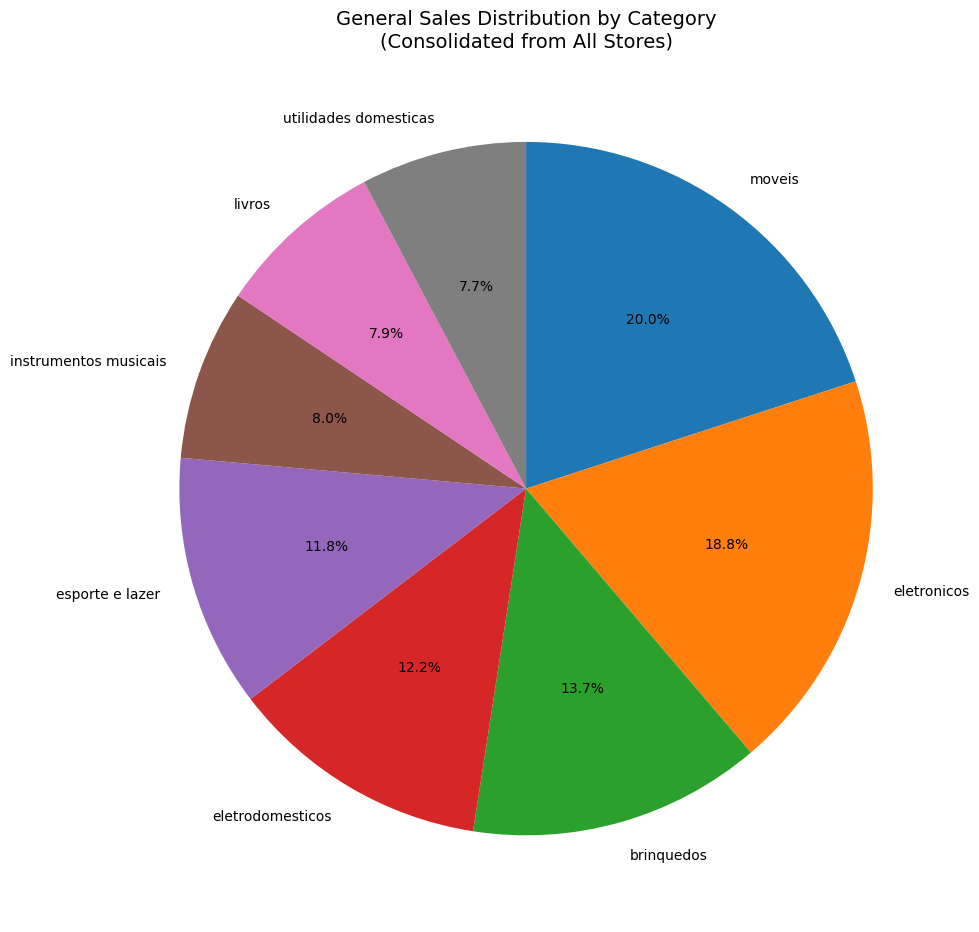 General Sales Distribution by Category
(Consolidated from All Stores)
utilidades domesticas
moveis
livros
7.7%
20.0%
7.9%
instrumentos musicais
8.0%
11.8%
18.8%
esporte e lazer
eletronicos
12.2%
13.7%
eletrodomesticos
brinquedos